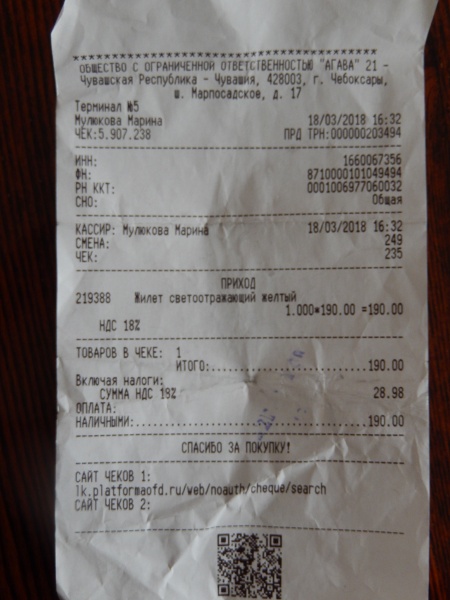 ОБЩЕСТВО С ОГРАНИЧЕННОЙ ОТВЕТСТВЕННОСТЬЮ "АГАВА" 21 -
Чувашская Республика - Чувашия, 428003, г. Чебоксары,
ш. Марпосадское, д. 17
Терминал №5
Мулюкова Марина 18/03/2018 16:32
ЧЕК:5.907.238 ПРД ТРН:000000203494
ИНН: 1660067356
ФН: 8710000101049494
РН ККТ: 0001006977060032
СНО: Общая
КАССИР: Мулюкова Марина 18/03/2018 16:32
СМЕНА: 249
ЧЕК: 235
ПРИХОД
219388 Жилет светоотражающий желтый
1.000*190.00 =190.00
НДС 18%
ТОВАРОВ В ЧЕКЕ: 1
ИТОГО:..........................190.00
Включая налоги:
СУММА НДС 18% 28.98
ОПЛАТА:
НАЛИЧНЫМИ:..............................190.00
СПАСИБО ЗА ПОКУПКУ!
САЙТ ЧЕКОВ 1:
lk.platformaofd.ru/web/noauth/cheque/search
САЙТ ЧЕКОВ 2: